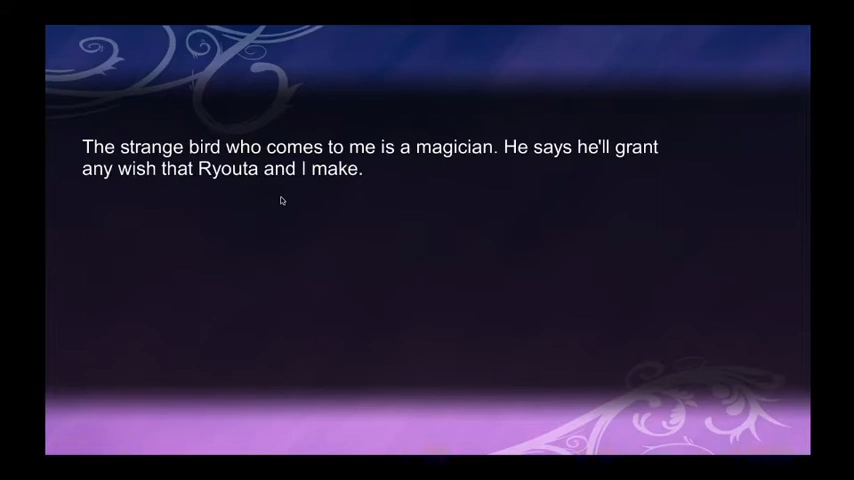 The strange bird who comes to me is a magician. He says he'll grant
any wish that Ryouta and I make.